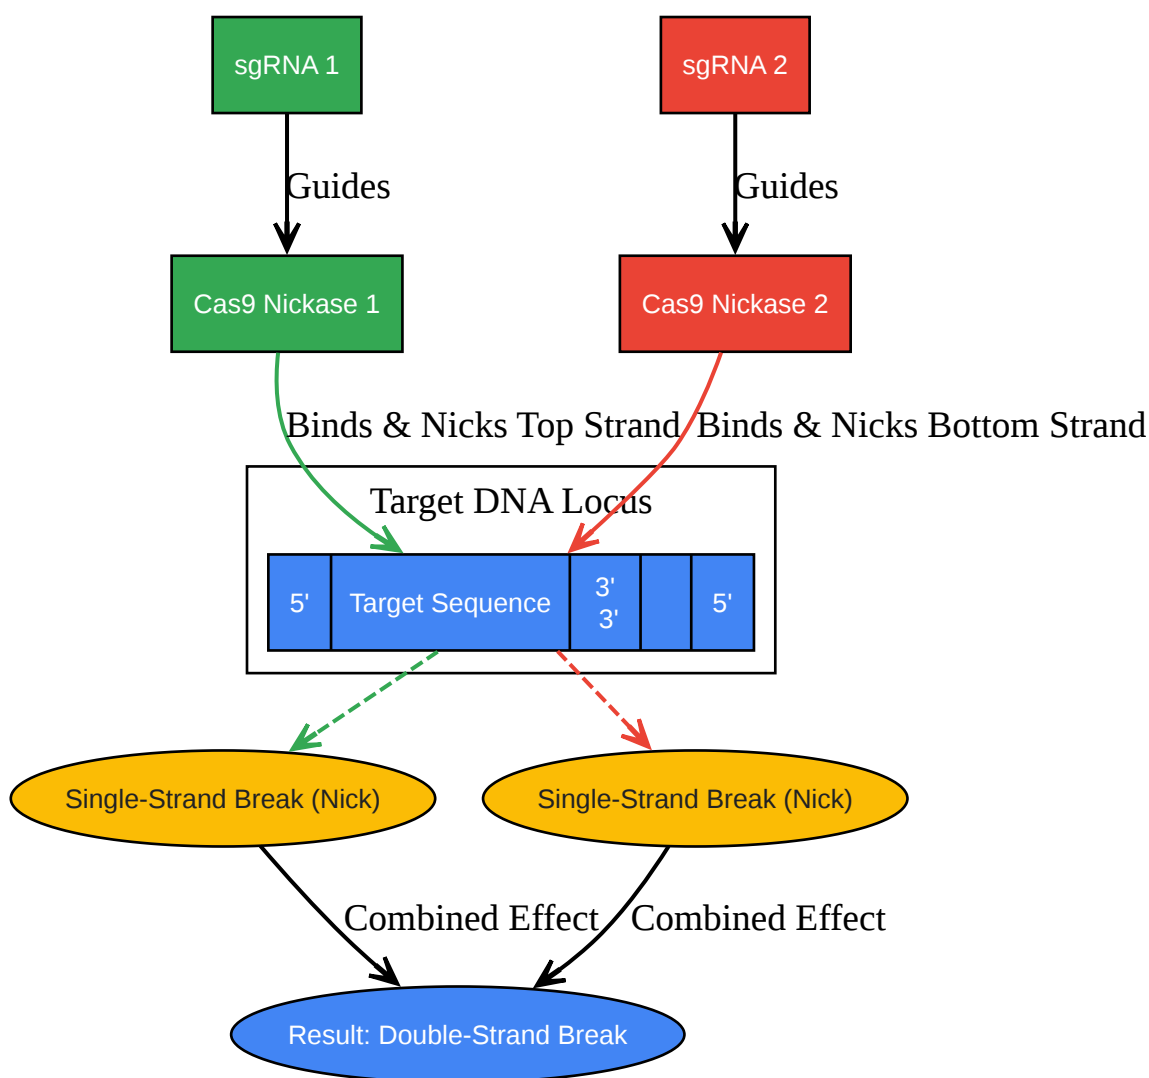 sgRNA 1
sgRNA 2
Guides
Guides
Cas9 Nickase 1
Cas9 Nickase 2
Binds & Nicks Top Strand
Binds & Nicks Bottom Strand
Target DNA Locus
5'
Target Sequence
3'
3'
5'
Single-Strand Break (Nick)
Single-Strand Break (Nick)
Combined Effect
Combined Effect
Result: Double-Strand Break